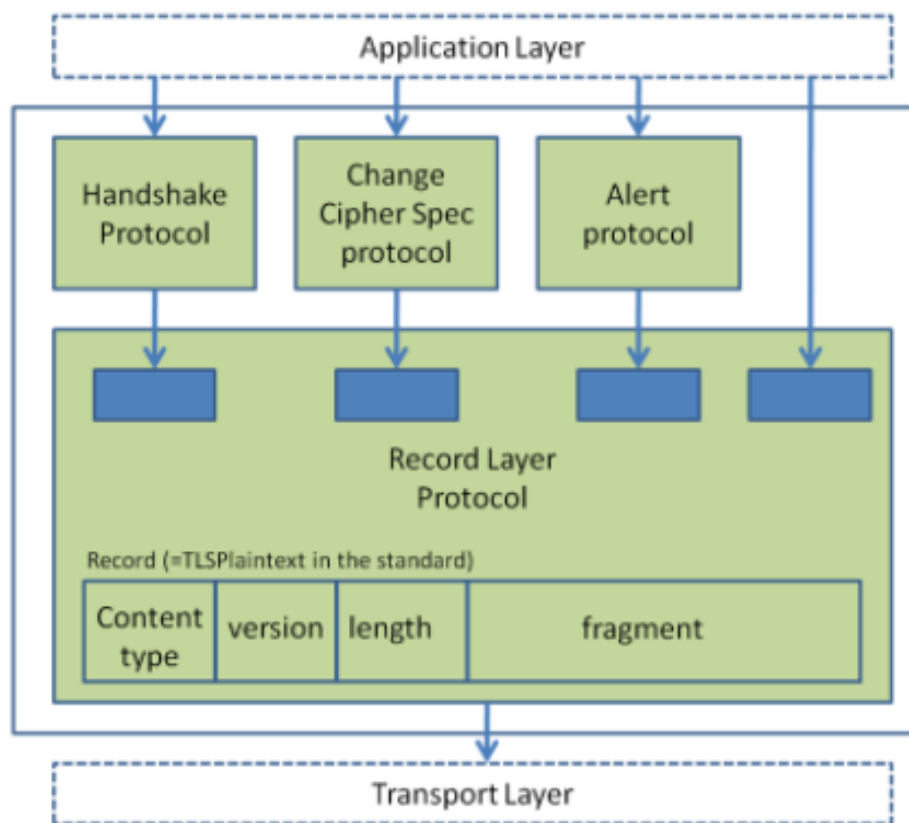 Application Layer
Handshake
Protocol
Change
Cipher Spec
protocol
Alert
protocol
Record Layer
Protocol
Record (=TLSPlaintext in the standard)
Content
type
version
length
fragment
Transport Layer